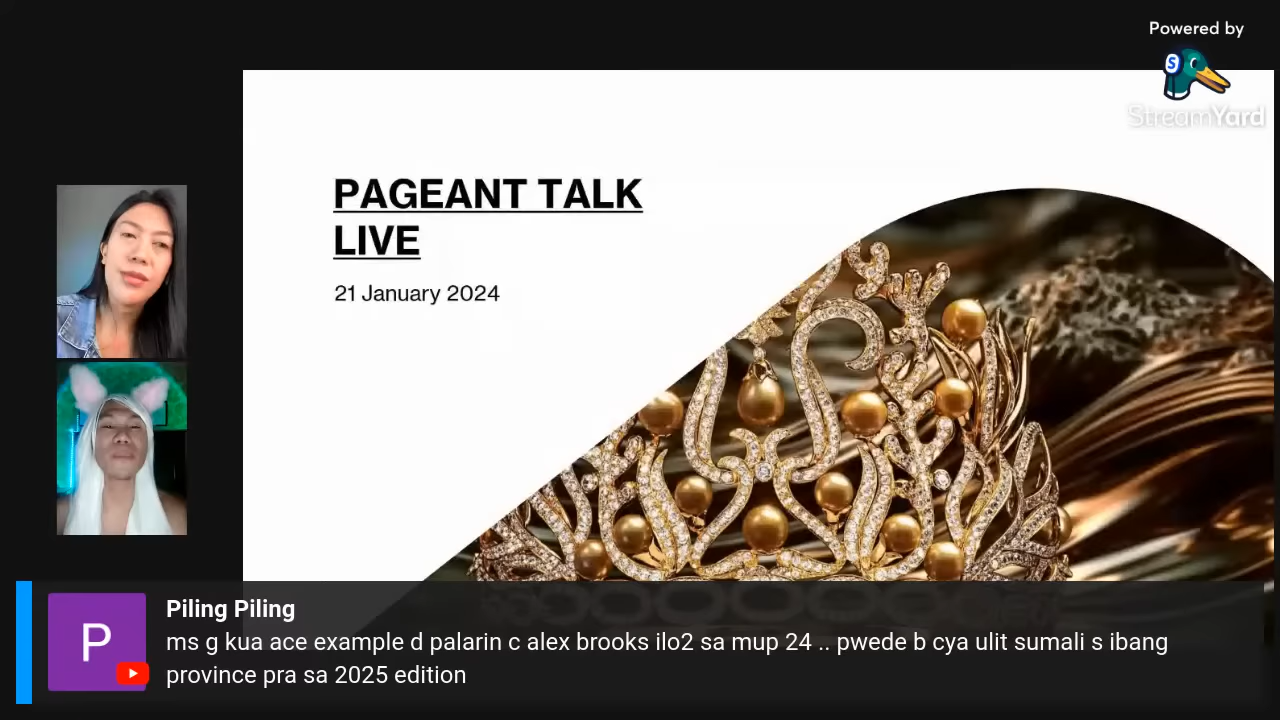 Powered by
S
StreamYard
PAGEANT TALK
LIVE
21 January 2024
P
Piling Piling
ms g kua ace example d palarin c alex brooks ilo2 sa mup 24 .. pwede b cya ulit sumali s ibang
province pra sa 2025 edition